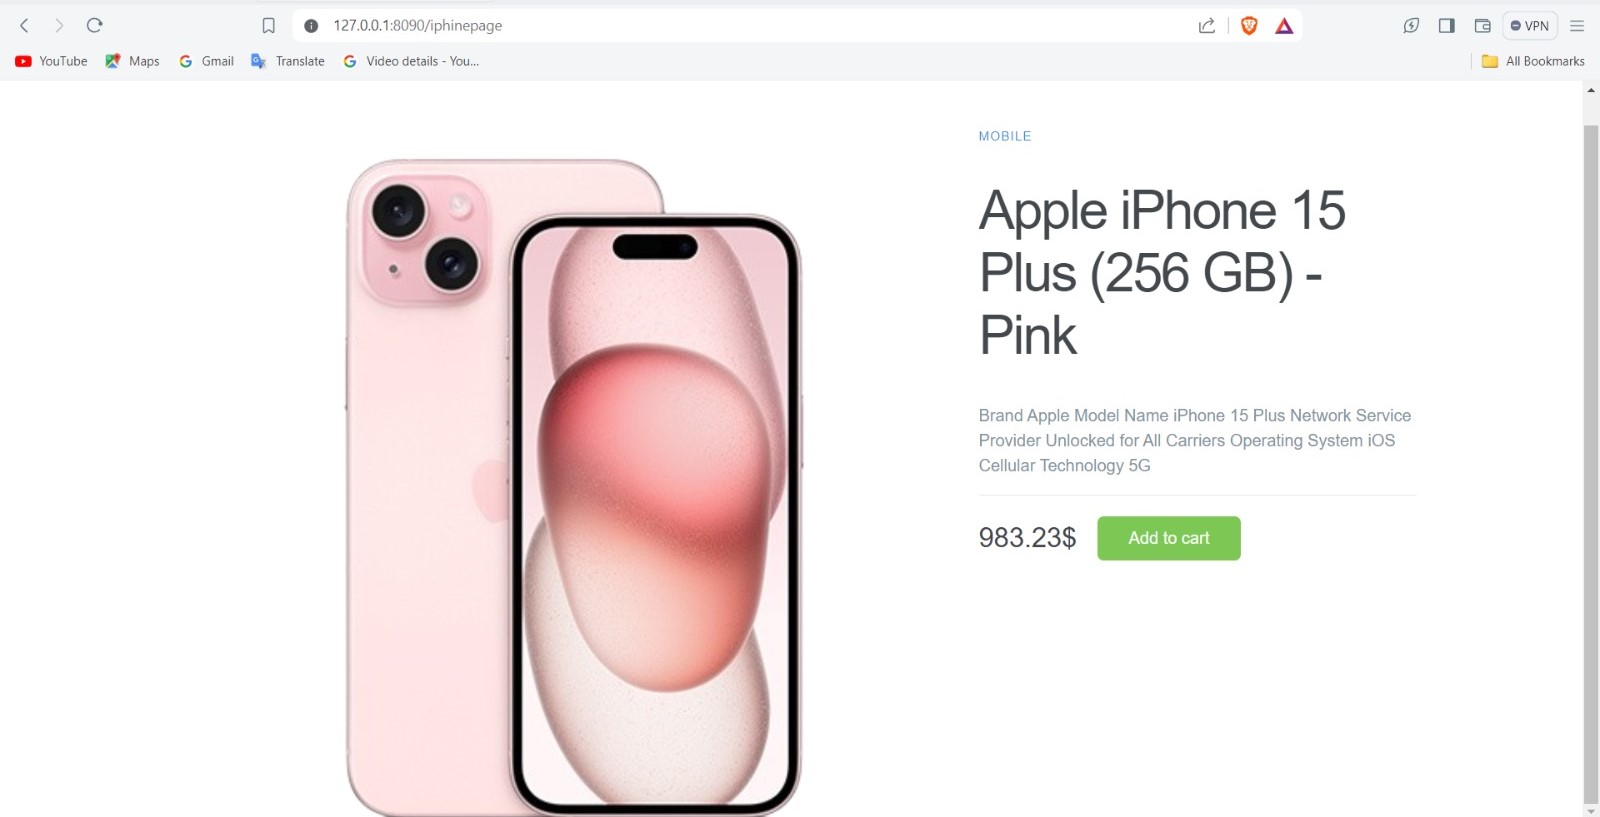 127.0.0.1:8090/iphinepage
VPN
YouTube Maps Gmail Translate Video details - You... All Bookmarks
MOBILE
Apple iPhone 15
Plus (256 GB) -
Pink
Brand Apple Model Name iPhone 15 Plus Network Service
Provider Unlocked for All Carriers Operating System iOS
Cellular Technology 5G
983.23$ Add to cart